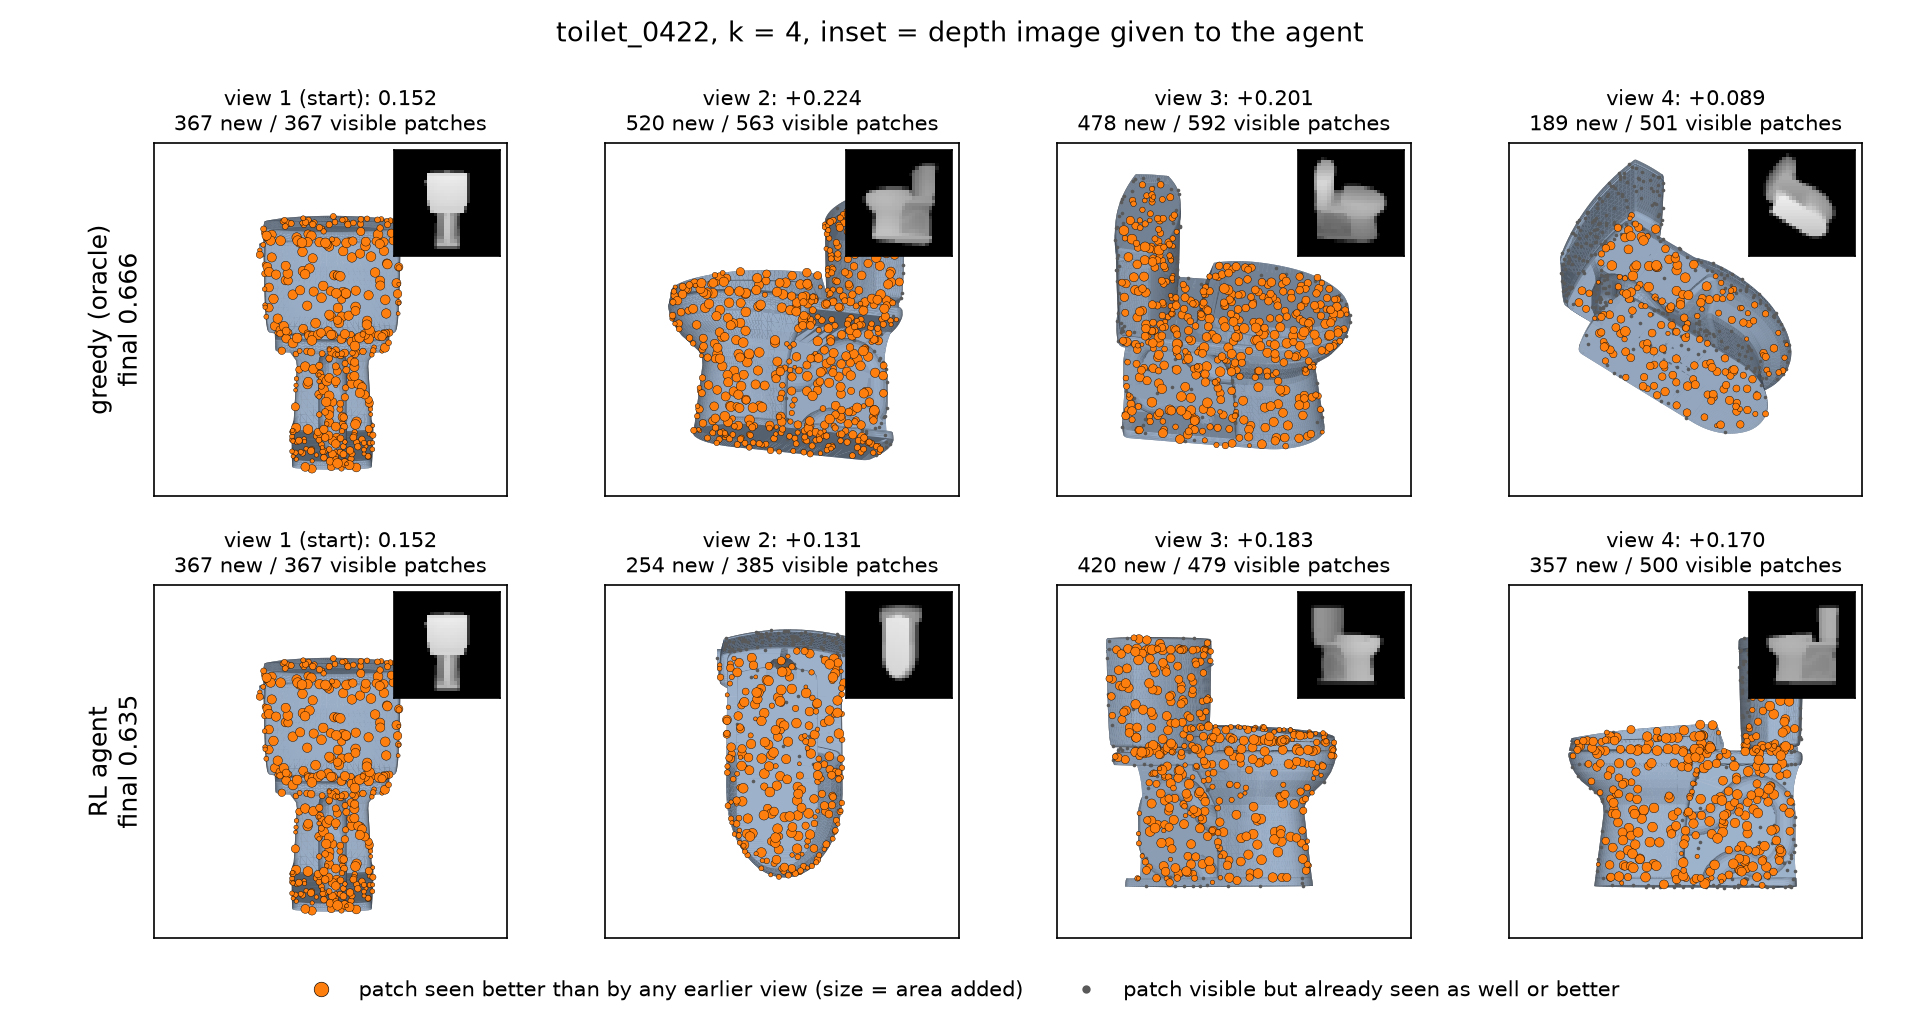 toilet_0422, k = 4, inset = depth image given to the agent
view 1 (start): 0.152
367 new / 367 visible patches
view 2: +0.224
520 new / 563 visible patches
view 3: +0.201
478 new / 592 visible patches
view 4: +0.089
189 new / 501 visible patches
greedy (oracle)
final 0.666
view 1 (start): 0.152
367 new / 367 visible patches
view 2: +0.131
254 new / 385 visible patches
view 3: +0.183
420 new / 479 visible patches
view 4: +0.170
357 new / 500 visible patches
RL agent
final 0.635
patch seen better than by any earlier view (size = area added)
patch visible but already seen as well or better